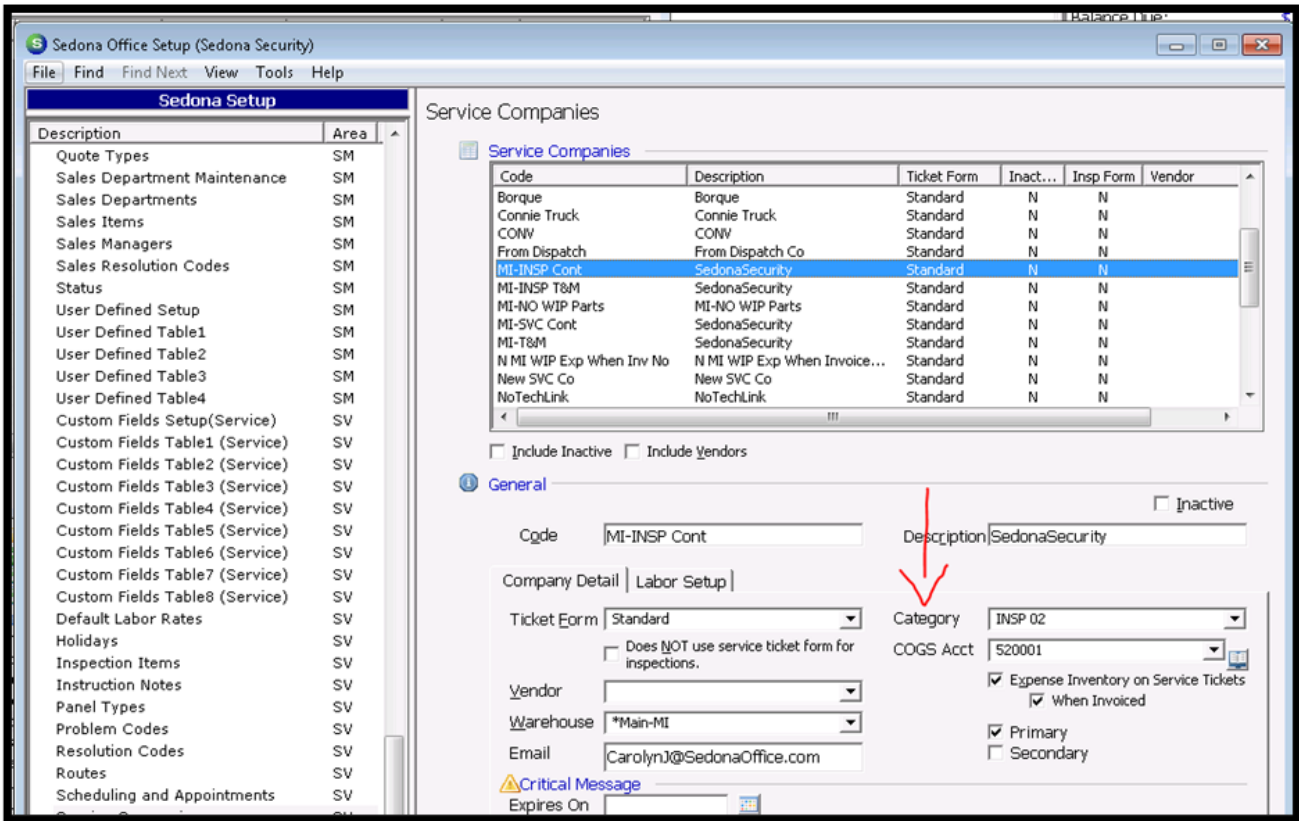 Balance Due:
Sedona Office Setup (Sedona Security)
File Find Find Next View Tools Help
Sedona Setup
Description Area
Quote Types SM
Sales Department Maintenance SM
Sales Departments SM
Sales Items SM
Sales Managers SM
Sales Resolution Codes SM
Status SM
User Defined Setup SM
User Defined Table1 SM
User Defined Table2 SM
User Defined Table3 SM
User Defined Table4 SM
Custom Fields Setup(Service) SV
Custom Fields Table1 (Service) SV
Custom Fields Table2 (Service) SV
Custom Fields Table3 (Service) SV
Custom Fields Table4 (Service) SV
Custom Fields Table5 (Service) SV
Custom Fields Table6 (Service) SV
Custom Fields Table7 (Service) SV
Custom Fields Table8 (Service) SV
Default Labor Rates SV
Holidays SV
Inspection Items SV
Instruction Notes SV
Panel Types SV
Problem Codes SV
Resolution Codes SV
Routes SV
Scheduling and Appointments SV
Service Companies
Service Companies
Code Description Ticket Form Inact... Insp Form Vendor
Borque Borque Standard N N
Connie Truck Connie Truck Standard N N
CONV CONV Standard N N
From Dispatch From Dispatch Co Standard N N
MI-INSP Cont SedonaSecurity Standard N N
MI-INSP T&M SedonaSecurity Standard N N
MI-NO WIP Parts MI-NO WIP Parts Standard N N
MI-SVC Cont SedonaSecurity Standard N N
MI-T&M SedonaSecurity Standard N N
N MI WIP Exp When Inv No N MI WIP Exp When Invoice... Standard N N
New SVC Co New SVC Co Standard N N
NoTechLink NoTechLink Standard N N
Include Inactive Include Vendors
General
Inactive
Code MI-INSP Cont Description SedonaSecurity
Company Detail Labor Setup
Ticket Form Standard Category INSP 02
Does NOT use service ticket form for
inspections.
COGS Acct 520001
Expense Inventory on Service Tickets
When Invoiced
Vendor
Warehouse *Main-MI Primary
Email CarolynJ@SedonaOffice.com Secondary
Critical Message
Expires On